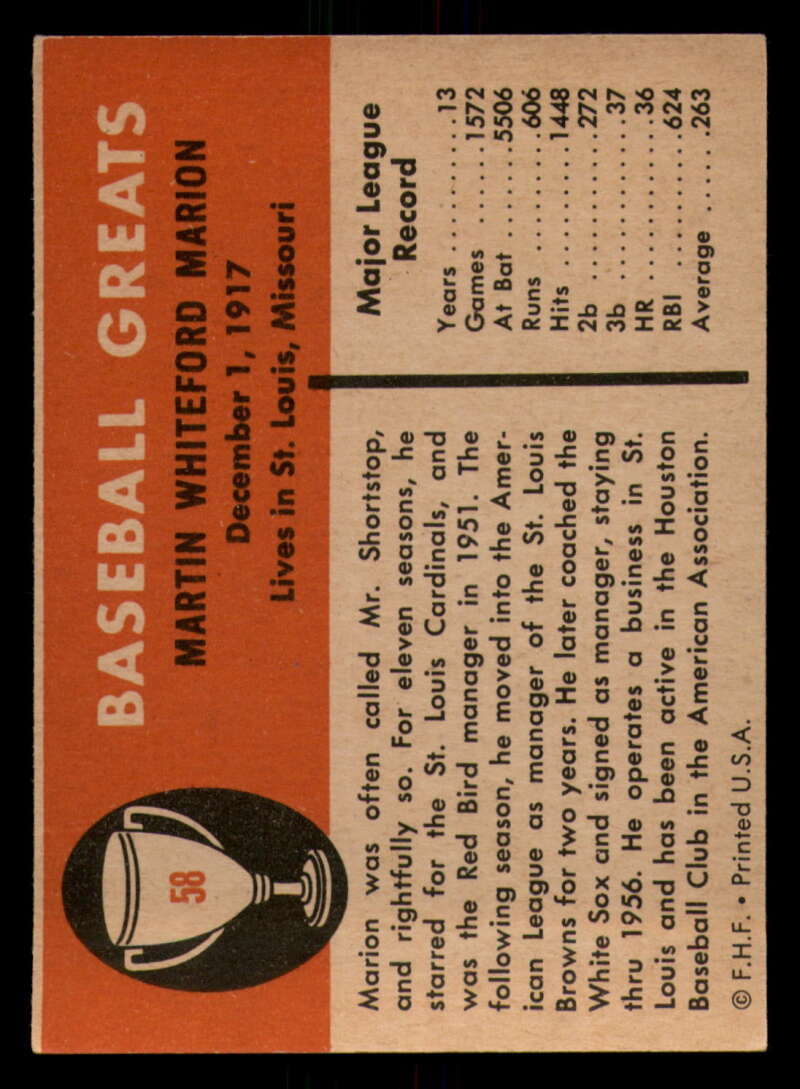 58
BASEBALL GREATS
MARTIN WHITEFORD MARION
December 1, 1917
Lives in St. Louis, Missouri
Marion was often called Mr. Shortstop,
and rightfully so. For eleven seasons, he
starred for the St. Louis Cardinals, and
was the Red Bird manager in 1951. The
following season, he moved into the Amer-
ican League as manager of the St. Louis
Browns for two years. He later coached the
White Sox and signed as manager, staying
thru 1956. He operates a business in St.
Louis and has been active in the Houston
Baseball Club in the American Association.
© F.H.F. • Printed U.S.A.
Major League
Record
Years . . . . . . . . .13
Games . . . . . .1572
At Bat . . . . . . .5506
Runs . . . . . . . . .606
Hits . . . . . . . . .1448
2b . . . . . . . . . . .272
3b . . . . . . . . . . . .37
HR . . . . . . . . . . .36
RBI . . . . . . . . . .624
Average . . . . . .263